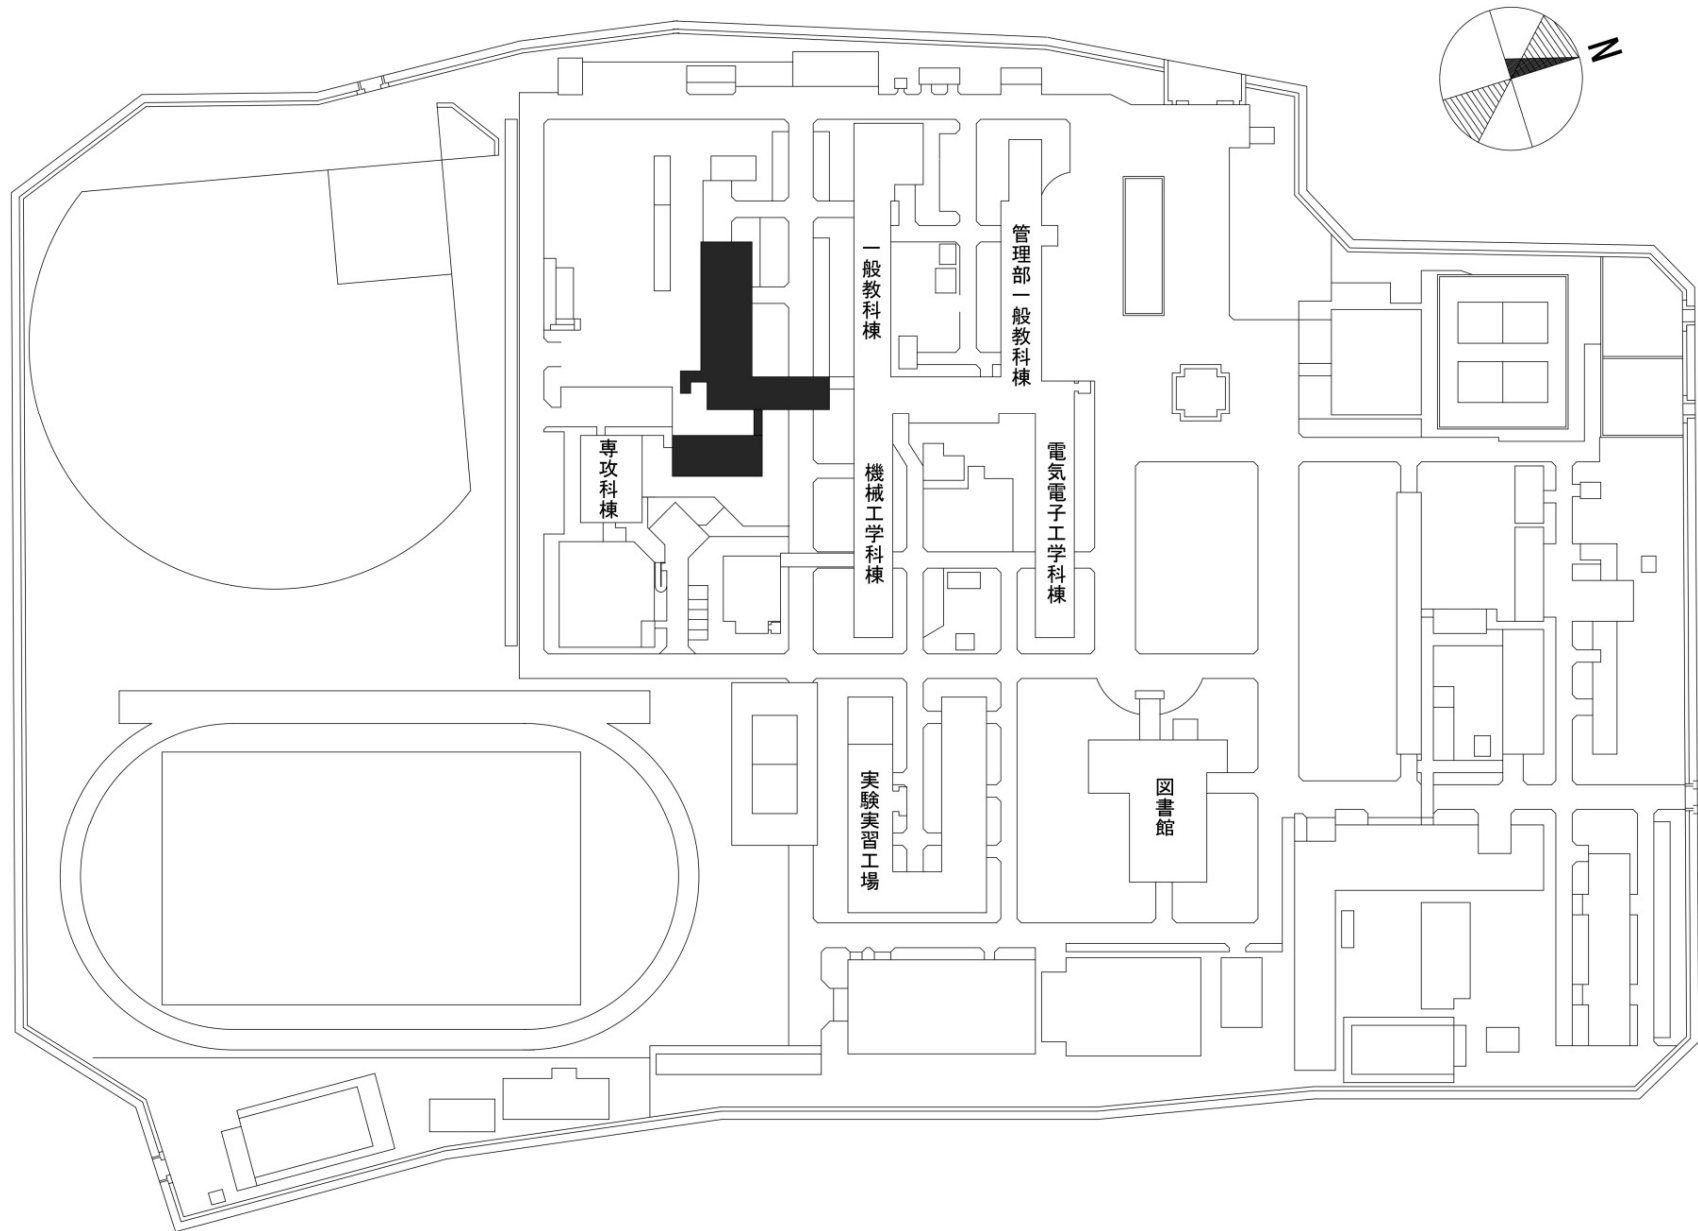 N
管理部一般教科棟
一般教科棟
電気電子工学科棟
機械工学科棟
専攻科棟
図書館
実験実習工場